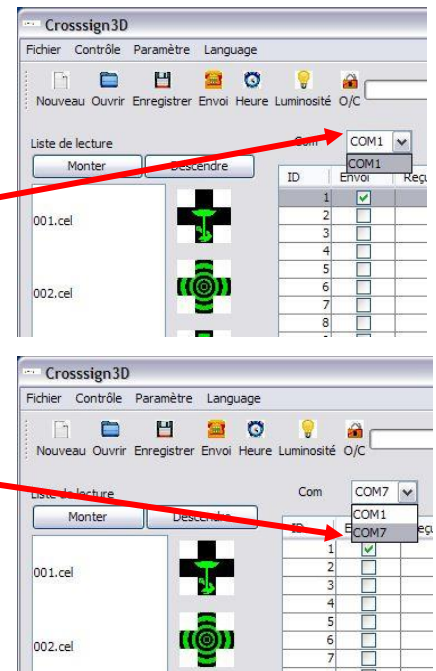 Crosssign3D
Fichier Contrôle Paramètre Language
Nouveau Ouvrir Enregistrer Envoi Heure Luminosité O/C
Liste de lecture Com COM1
Monter Descendre COM1
ID Envoi Reçu
1
001.cel
2
3
4
5
002.cel
6
7
8
Crosssign3D
Fichier Contrôle Paramètre Language
Nouveau Ouvrir Enregistrer Envoi Heure Luminosité O/C
Liste de lecture Com COM7
COM1
Monter Descendre COM7
ID
1
001.cel
2
3
4
5
002.cel
6
7